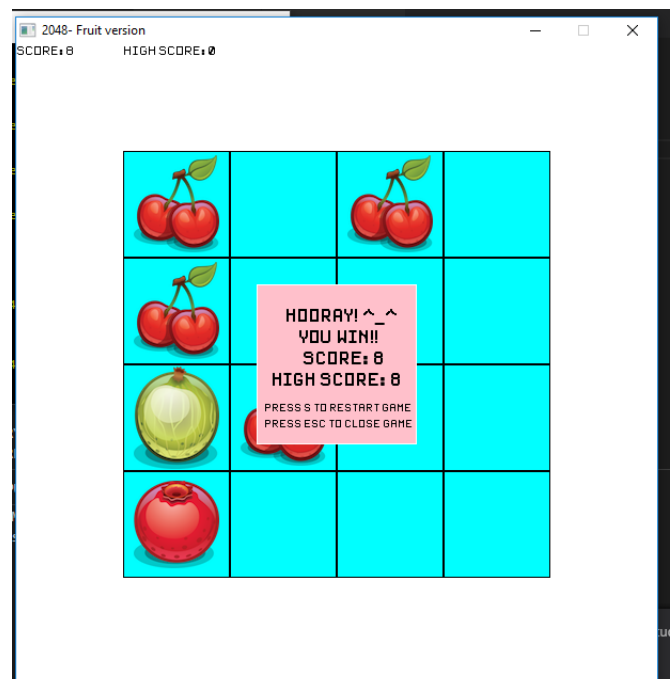 2048- Fruit version
SCORE:8 HIGH SCORE:0
HOORAY! ^_^
YOU WIN!!
SCORE: 8
HIGH SCORE: 8
PRESS S TO RESTART GAME
PRESS ESC TO CLOSE GAME